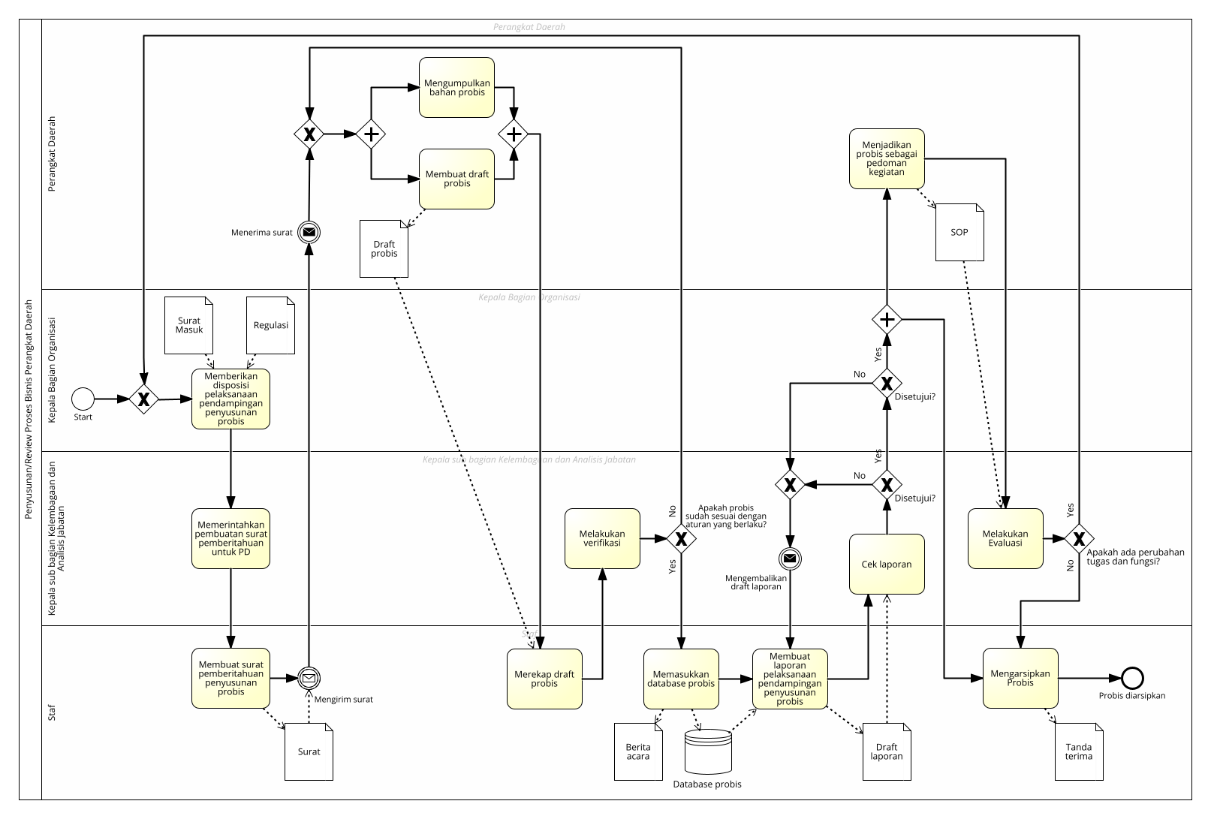 Penyusunan/Review Proses Bisnis Perangkat Daerah
Perangkat Daerah
Perangkat Daerah
Mengumpulkan
bahan probis
Membuat draft
probis
Menerima surat
Draft
probis
Menjadikan
probis sebagai
pedoman
kegiatan
SOP
Kepala Bagian Organisasi
Kepala Bagian Organisasi
Surat
Masuk
Regulasi
Start
Memberikan
disposisi
pelaksanaan
pendampingan
penyusunan
probis
Yes
No
Disetujui?
Kepala sub bagian Kelembagaan dan
Analisis Jabatan
Kepala sub bagian Kelembagaan dan Analisis Jabatan
Memerintahkan
pembuatan surat
pemberitahuan
untuk PD
Melakukan
verifikasi
No
Apakah probis
sudah sesuai dengan
aturan yang berlaku?
Yes
Yes
No
Disetujui?
Mengembalikan
draft laporan
Cek laporan
Melakukan
Evaluasi
Yes
Apakah ada perubahan
tugas dan fungsi?
No
Staf
Membuat surat
pemberitahuan
penyusunan
probis
Mengirim surat
Surat
Merekap draft
probis
Memasukkan
database probis
Berita
acara
Database probis
Membuat
laporan
pelaksanaan
pendampingan
penyusunan
probis
Draft
laporan
Mengarsipkan
Probis
Tanda
terima
Probis diarsipkan